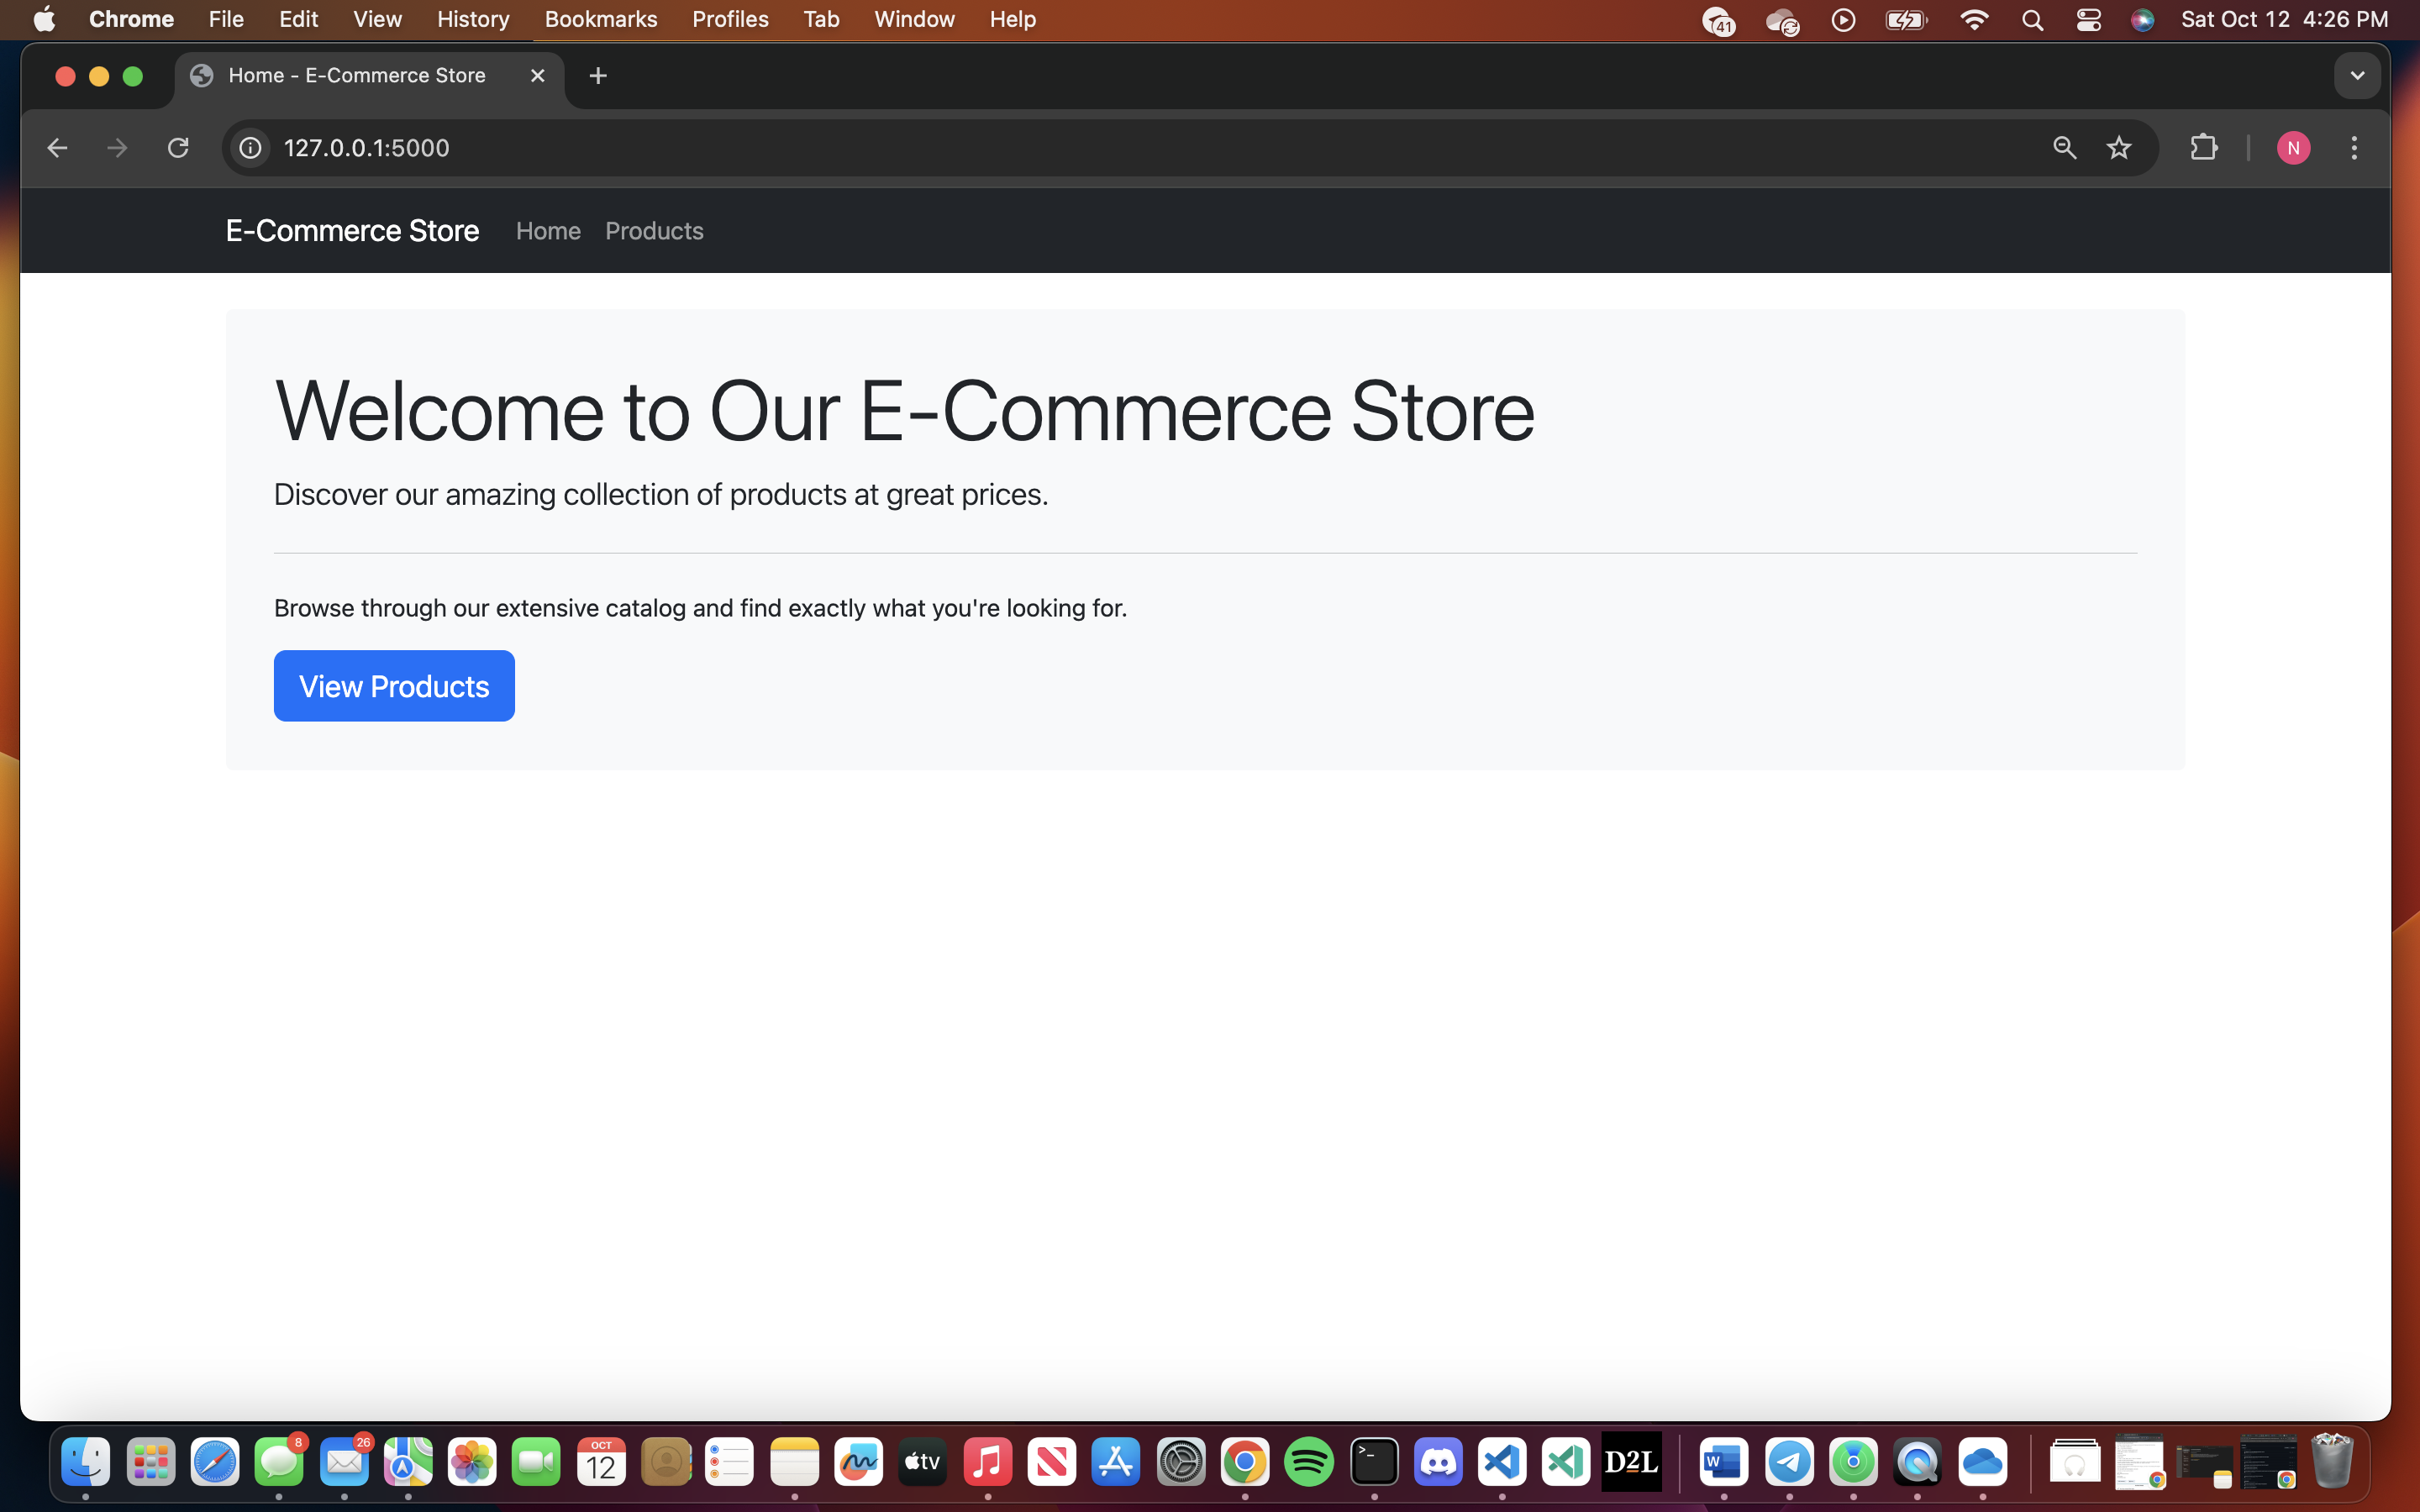 Chrome File Edit View History Bookmarks Profiles Tab Window Help 41 Sat Oct 12 4:26 PM
Home - E-Commerce Store
127.0.0.1:5000 N
E-Commerce Store Home Products
Welcome to Our E-Commerce Store
Discover our amazing collection of products at great prices.
Browse through our extensive catalog and find exactly what you're looking for.
View Products
8 26 OCT 12 tv >_ D2L W